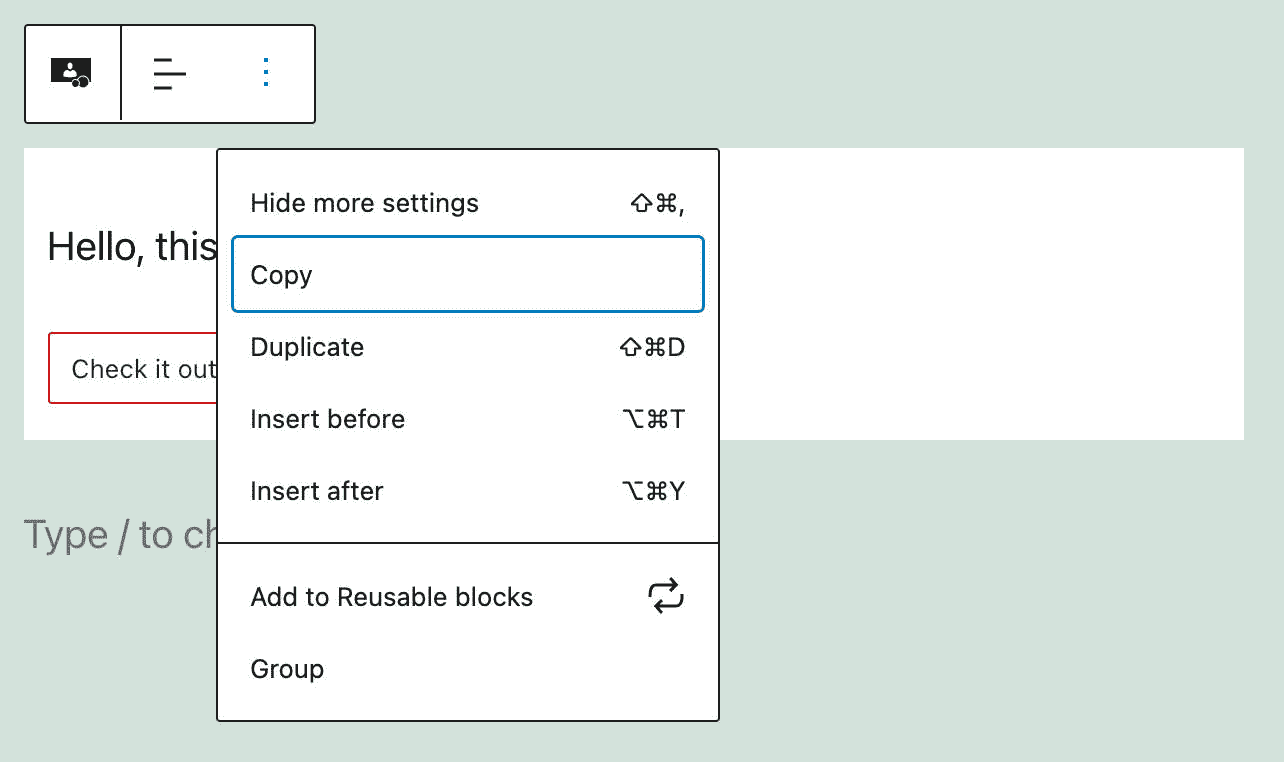 Hide more settings ⇧⌘,
Hello, this
Copy
Duplicate ⇧⌘D
Check it out
Insert before ⌥⌘T
Insert after ⌥⌘Y
Type / to ch
Add to Reusable blocks
Group